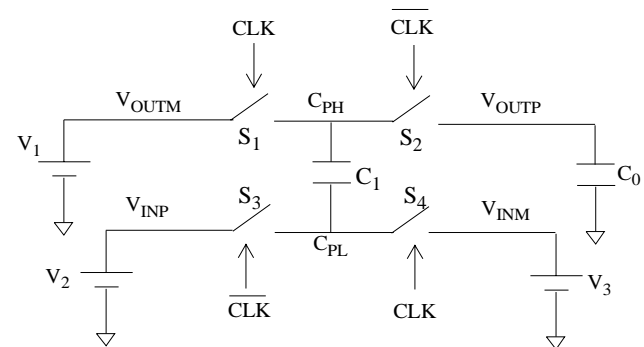 CLK
CLK
V_OUTM
C_PH
V_OUTP
V_1
S_1
S_2
C_1
C_0
V_INP
S_3
S_4
V_INM
C_PL
V_2
V_3
CLK
CLK